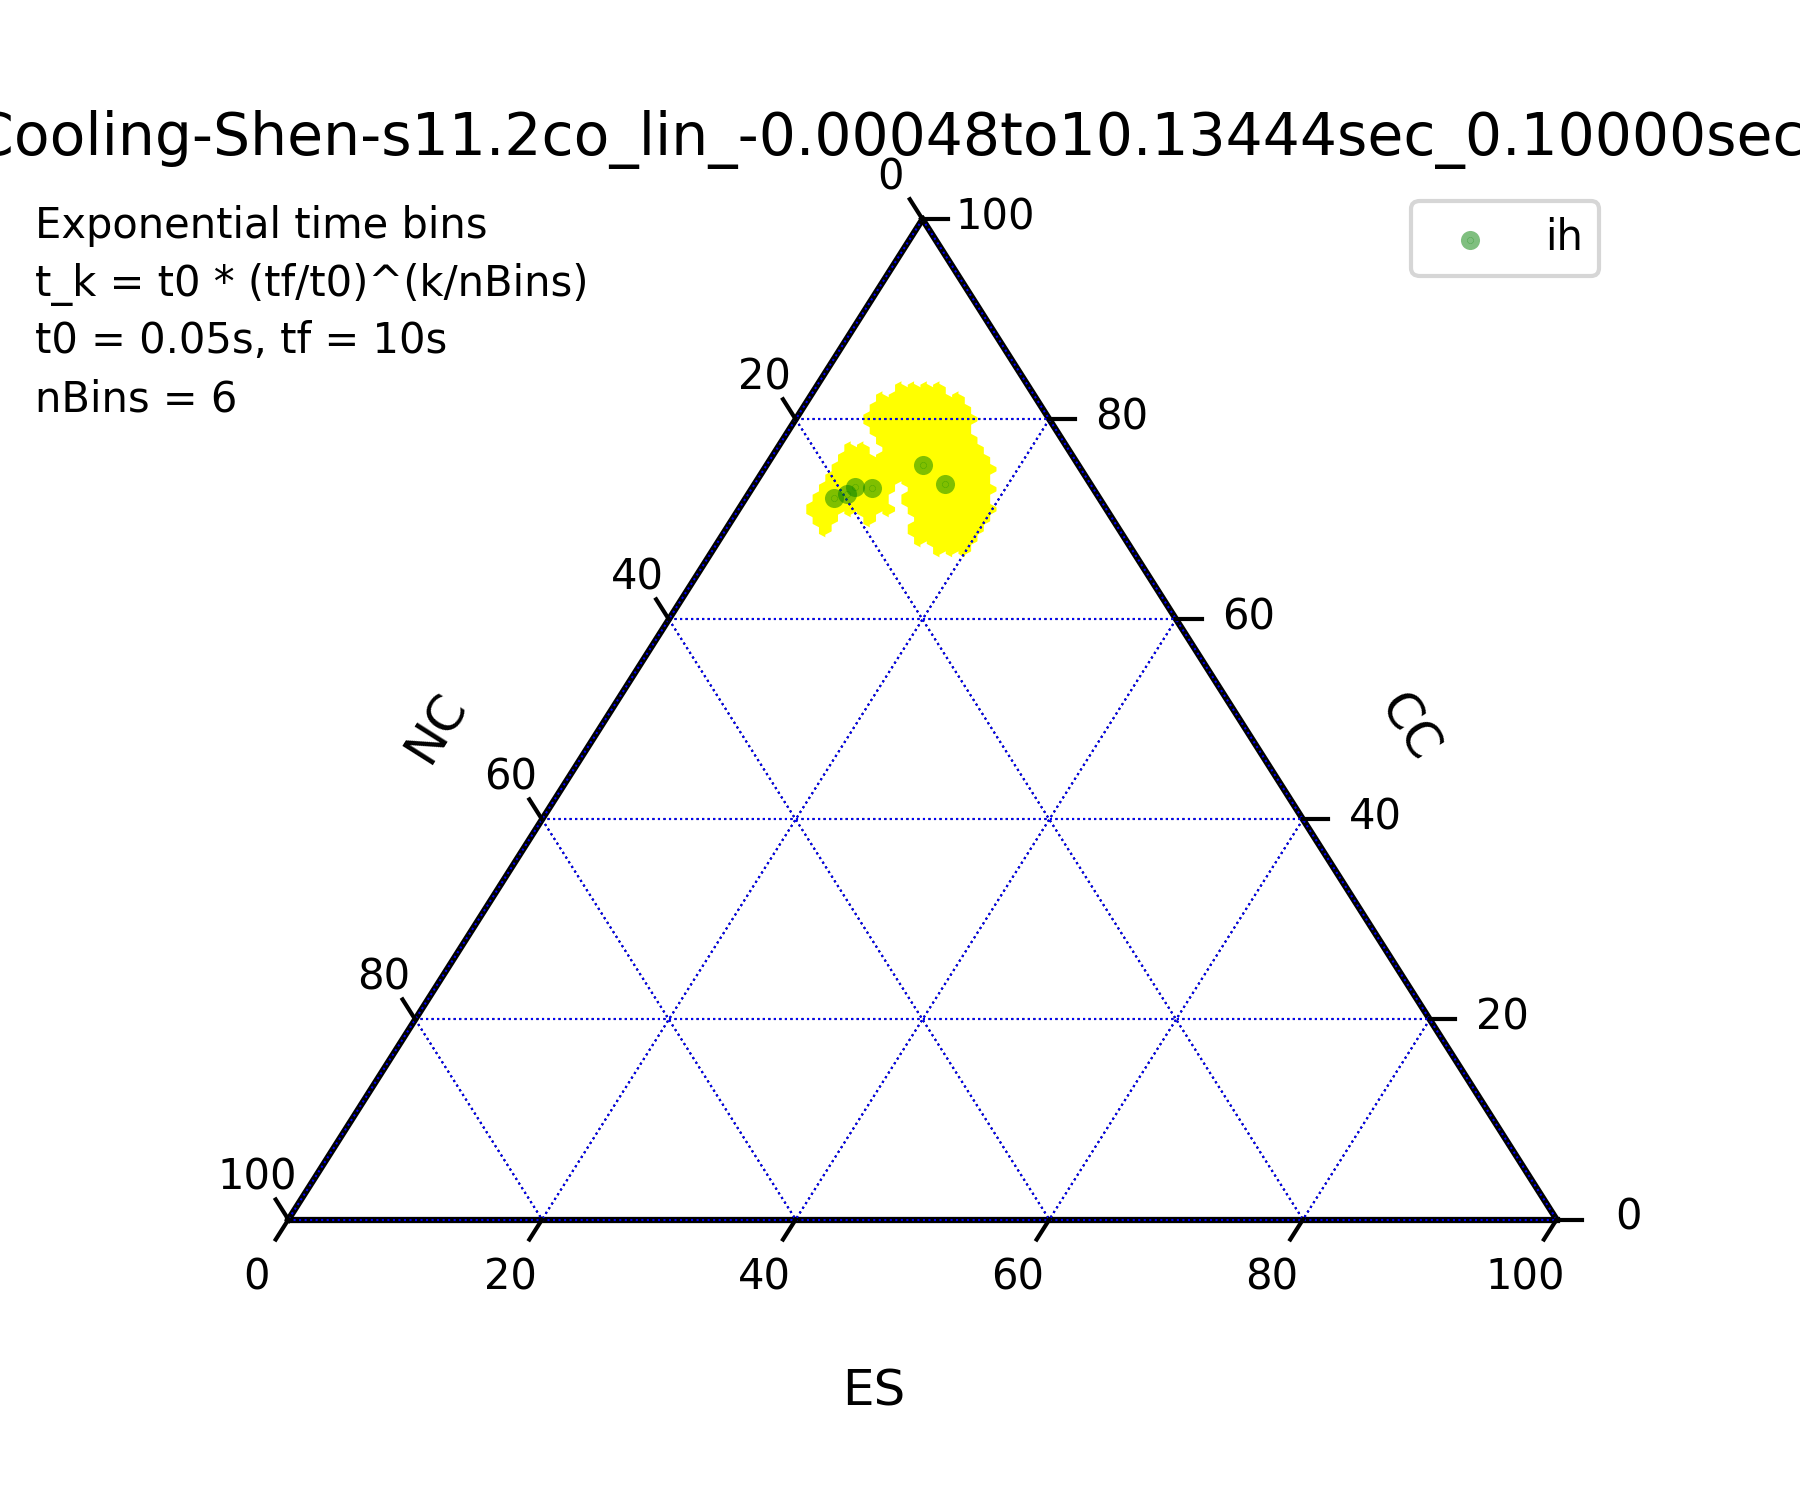 Cooling-Shen-s11.2co_lin_-0.00048to10.13444sec_0.10000sec
Exponential time bins
t_k = t0 * (tf/t0)^(k/nBins)
t0 = 0.05s, tf = 10s
nBins = 6
ih
0
100
20
80
40
60
NC
CC
60
40
80
20
100
0
0
20
40
60
80
100
ES